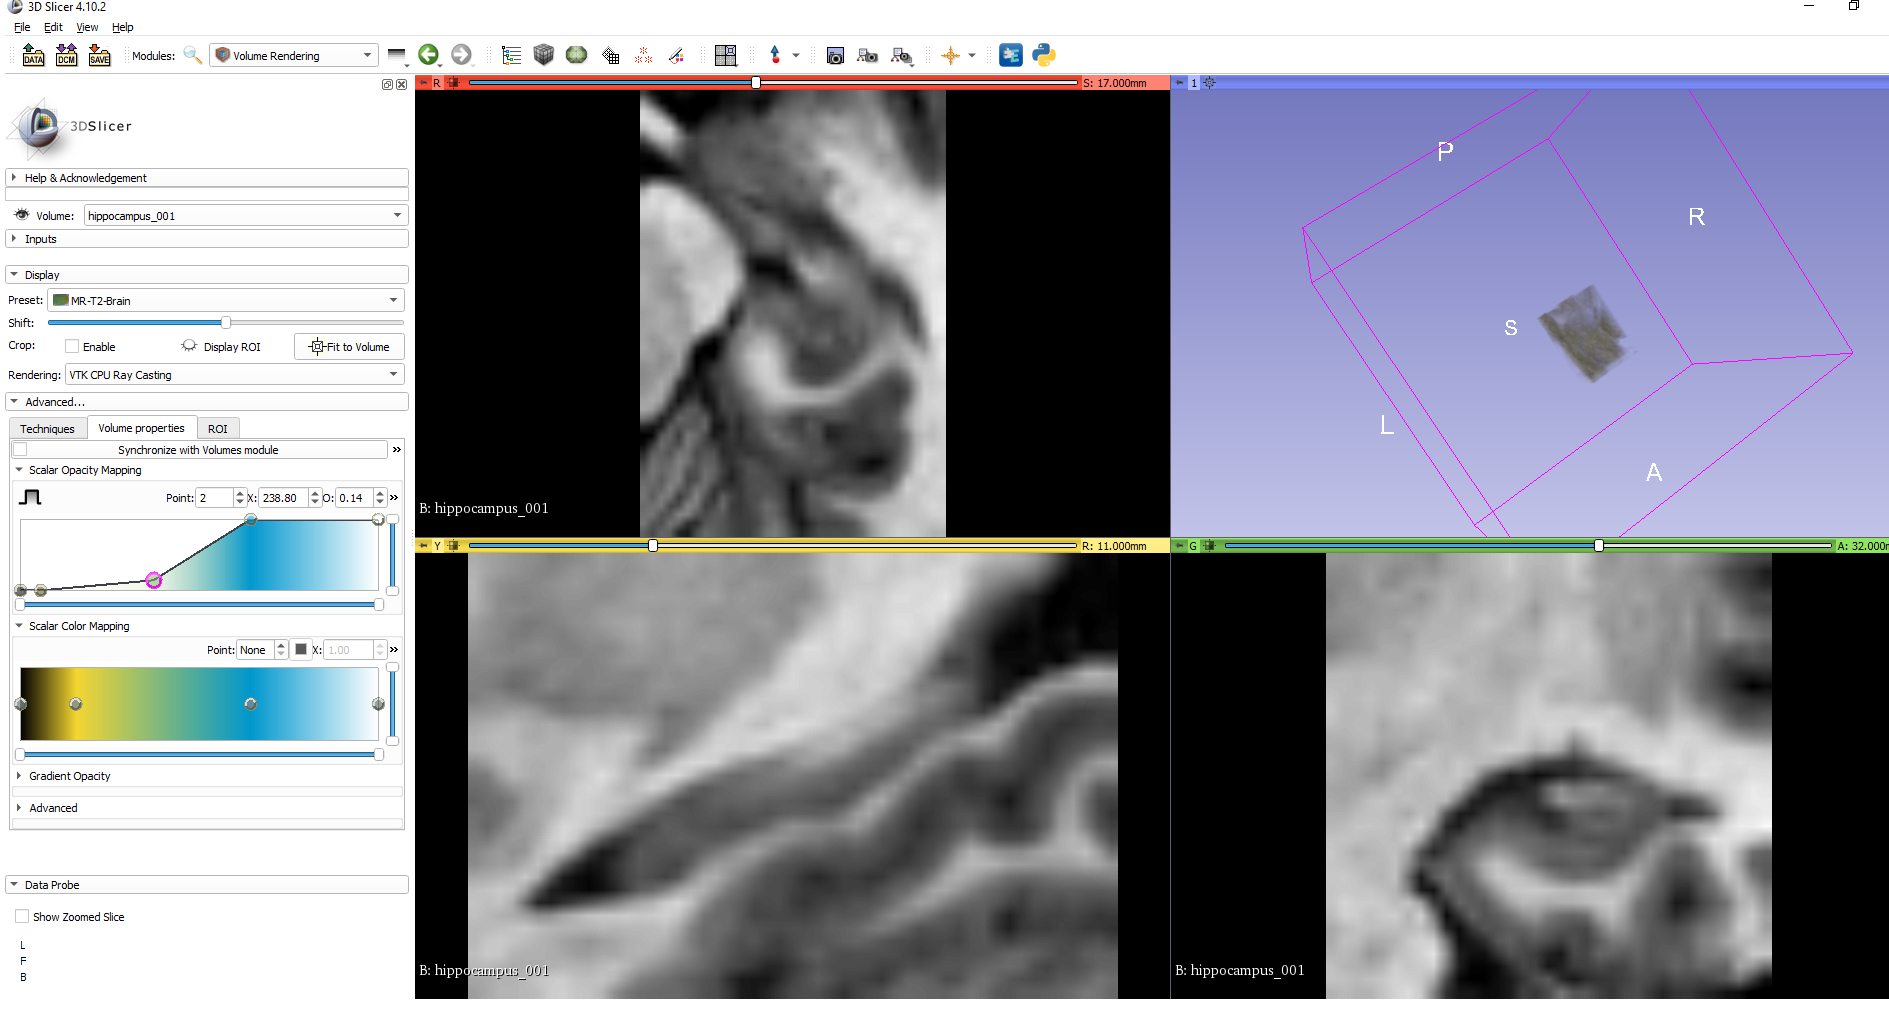 3D Slicer 4.10.2
File Edit View Help
DATA DCM SAVE Modules: Volume Rendering
R S: 17.000mm
1
3DSlicer
Help & Acknowledgement
Volume: hippocampus_001
Inputs
Display
Preset: MR-T2-Brain
Shift:
Crop: Enable Display ROI Fit to Volume
Rendering: VTK CPU Ray Casting
Advanced...
Techniques Volume properties ROI
Synchronize with Volumes module »
Scalar Opacity Mapping
Point: 2 X: 238.80 O: 0.14 »
Scalar Color Mapping
Point: None X: 1.00 »
Gradient Opacity
Advanced
Data Probe
Show Zoomed Slice
L
F
B
B: hippocampus_001
P
R
S
L
A
Y R: 11.000mm
B: hippocampus_001
G A: 32.000
B: hippocampus_001